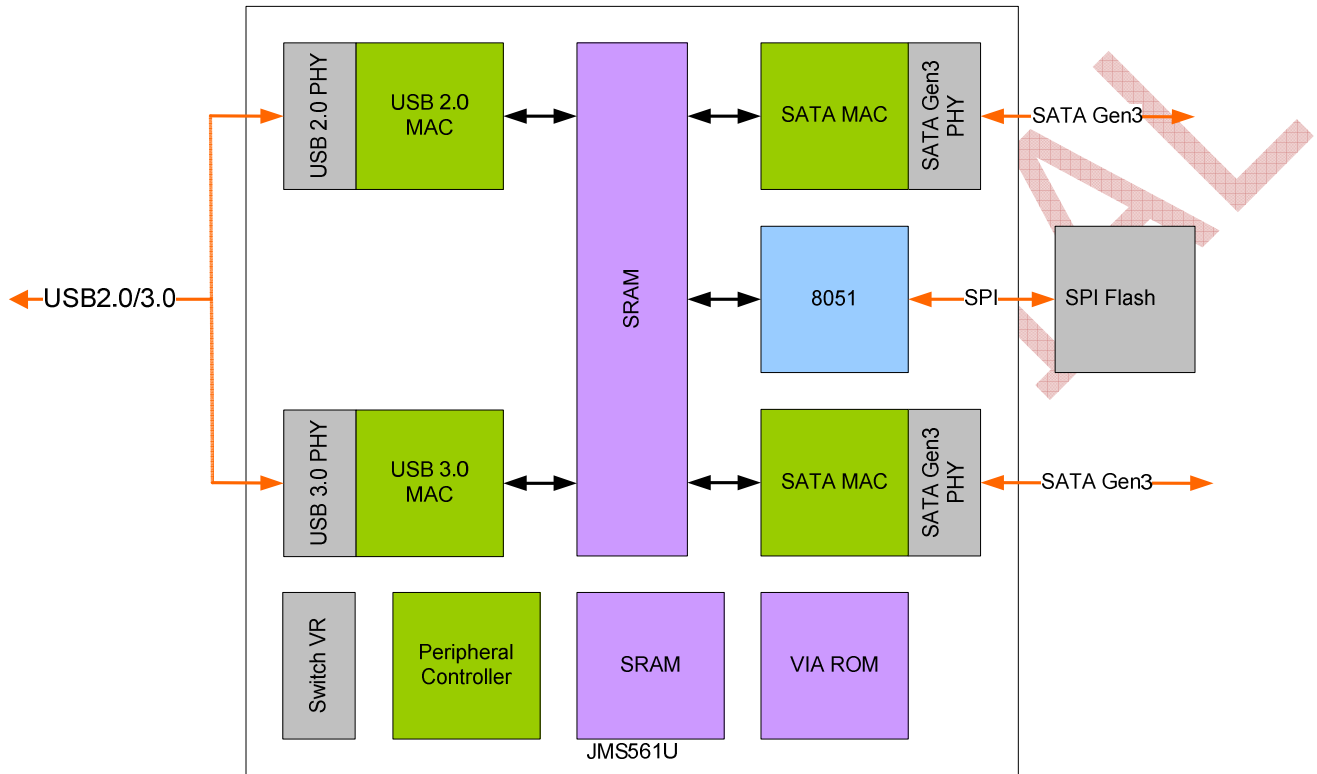 USB 2.0 PHY
USB 2.0
MAC
SATA MAC
SATA Gen3
PHY
SATA Gen3
USB2.0/3.0
SRAM
8051
SPI
SPI Flash
USB 3.0 PHY
USB 3.0
MAC
SATA MAC
SATA Gen3
PHY
SATA Gen3
Switch VR
Peripheral
Controller
SRAM
VIA ROM
JMS561U